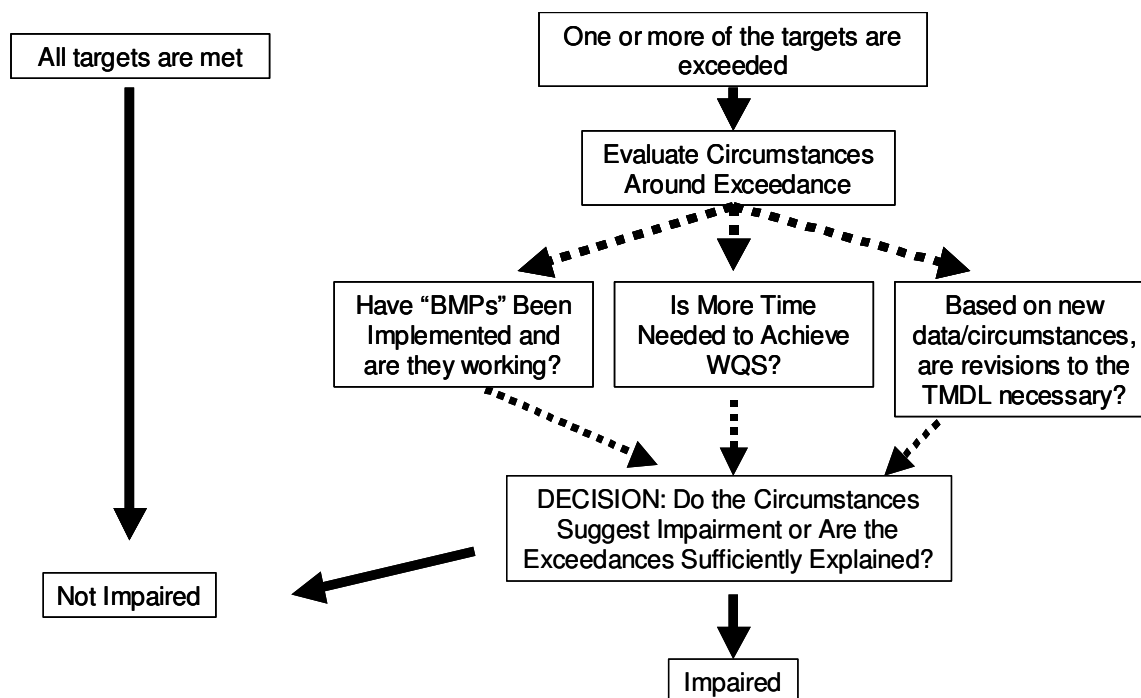 All targets are met
One or more of the targets are
exceeded
Evaluate Circumstances
Around Exceedance
Have “BMPs” Been
Implemented and
are they working?
Is More Time
Needed to Achieve
WQS?
Based on new
data/circumstances,
are revisions to the
TMDL necessary?
DECISION: Do the Circumstances
Suggest Impairment or Are the
Exceedances Sufficiently Explained?
Not Impaired
Impaired